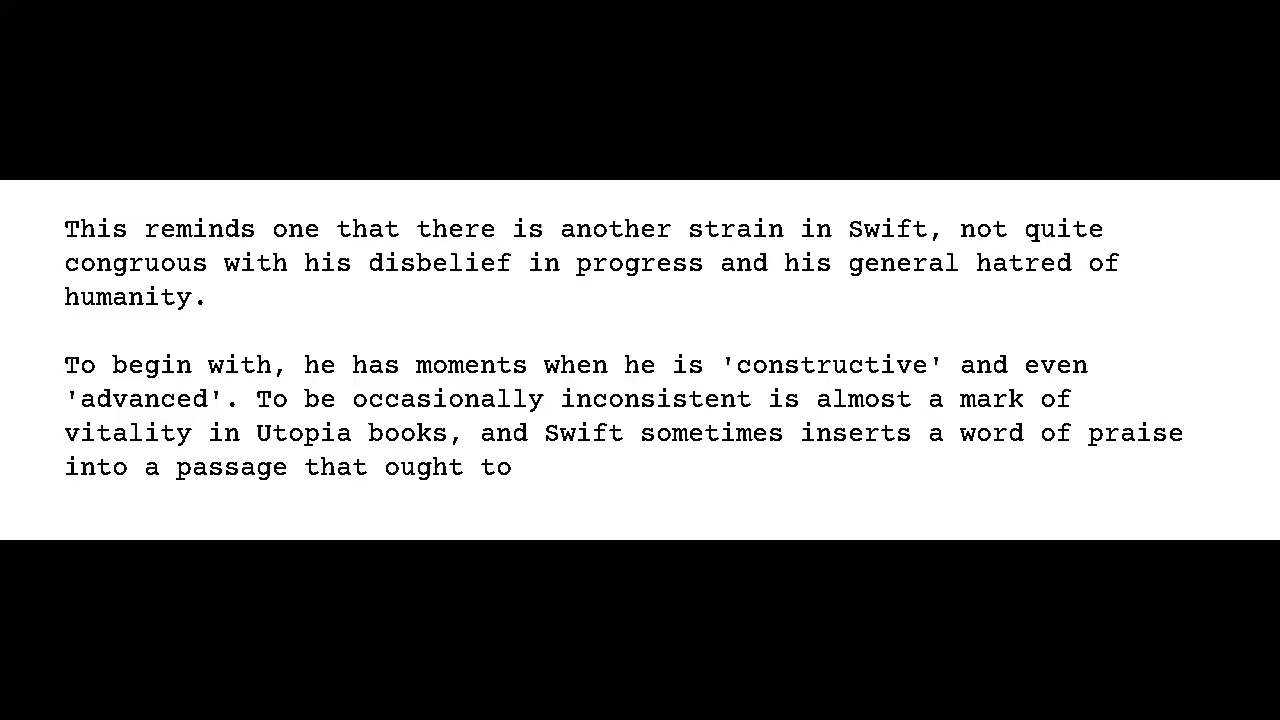 This reminds one that there is another strain in Swift, not quite
congruous with his disbelief in progress and his general hatred of
humanity.
To begin with, he has moments when he is 'constructive' and even
'advanced'. To be occasionally inconsistent is almost a mark of
vitality in Utopia books, and Swift sometimes inserts a word of praise
into a passage that ought to